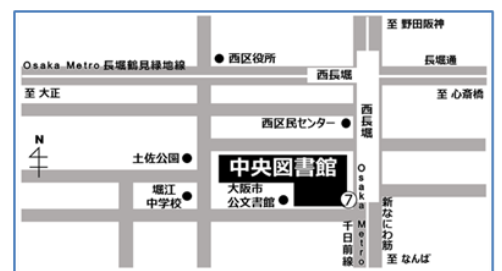 至 野田阪神
西区役所
Osaka Metro 長堀鶴見緑地線
長堀通
西長堀
至 大正
至 心斎橋
西長堀
西区民センター
N
土佐公園
中央図書館
堀江
中学校
大阪市
公文書館
⑦
Osaka Metro
千日前線
新なにわ筋
至 なんば